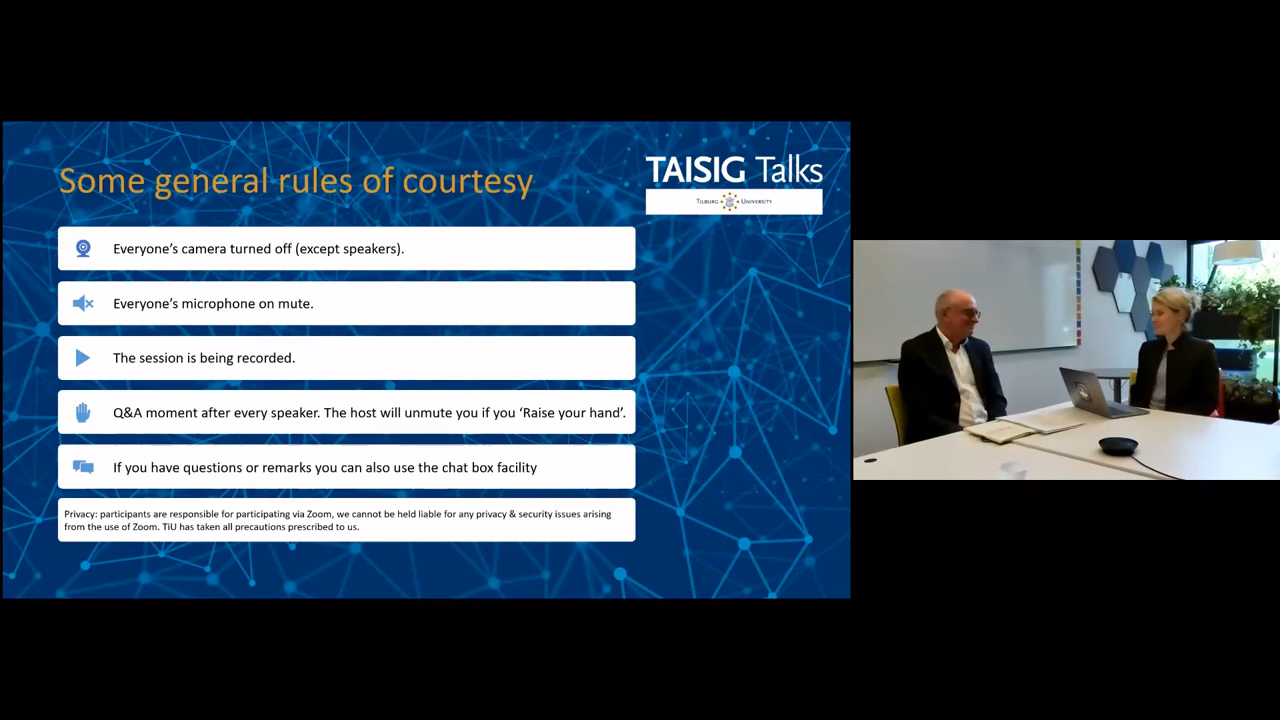 Some general rules of courtesy
TAISIG Talks
TILBURG UNIVERSITY
Everyone's camera turned off (except speakers).
Everyone's microphone on mute.
The session is being recorded.
Q&A moment after every speaker. The host will unmute you if you ‘Raise your hand’.
If you have questions or remarks you can also use the chat box facility
Privacy: participants are responsible for participating via Zoom, we cannot be held liable for any privacy & security issues arising
from the use of Zoom. TiU has taken all precautions prescribed to us.